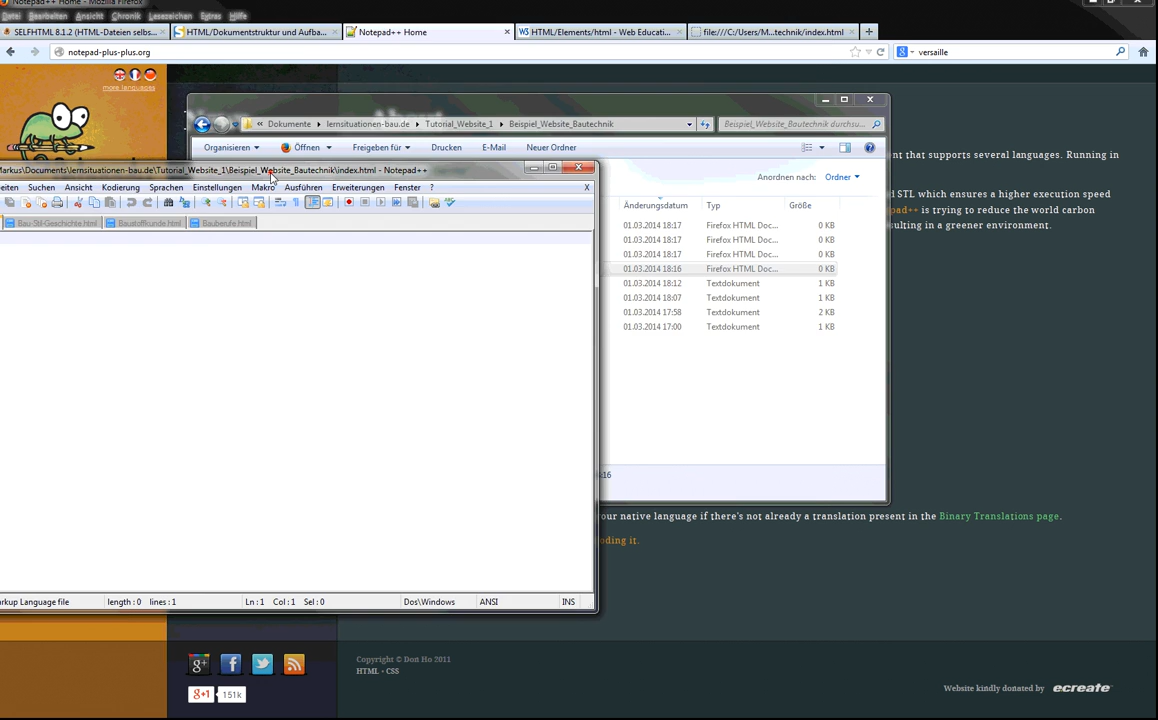 Notepad++ Home - Mozilla Firefox
Datei Bearbeiten Ansicht Chronik Lesezeichen Extras Hilfe
SELFHTML 8.1.2 (HTML-Dateien selbs... HTML/Dokumentstruktur und Aufba... Notepad++ Home HTML/Elements/html - Web Educati... file:///C:/Users/M...technik/index.html
notepad-plus-plus.org versaille
more languages
About
« Dokumente lernsituationen-bau.de Tutorial_Website_1 Beispiel_Website_Bautechnik Beispiel_Website_Bautechnik durchsu...
Organisieren Öffnen Freigeben für Drucken E-Mail Neuer Ordner
Anordnen nach: Ordner
Änderungsdatum Typ Größe
01.03.2014 18:17 Firefox HTML Doc... 0 KB
01.03.2014 18:17 Firefox HTML Doc... 0 KB
01.03.2014 18:17 Firefox HTML Doc... 0 KB
01.03.2014 18:16 Firefox HTML Doc... 0 KB
01.03.2014 18:12 Textdokument 1 KB
01.03.2014 18:07 Textdokument 1 KB
01.03.2014 17:58 Textdokument 2 KB
01.03.2014 17:00 Textdokument 1 KB
arkus\Documents\lernsituationen-bau.de\Tutorial_Website_1\Beispiel_Website_Bautechnik\index.html - Notepad++
eiten Suchen Ansicht Kodierung Sprachen Einstellungen Makro Ausführen Erweiterungen Fenster ? X
Bau-Stil-Geschichte.html Baustoffkunde.html Bauberufe.html
rkup Language file length : 0 lines : 1 Ln : 1 Col : 1 Sel : 0 Dos\Windows ANSI INS
ent that supports several languages. Running in
d STL which ensures a higher execution speed
pad++ is trying to reduce the world carbon
sulting in a greener environment.
our native language if there's not already a translation present in the Binary Translations page.
oding it.
g+1 151k
Copyright © Don Ho 2011
HTML - CSS
Website kindly donated by ecreate